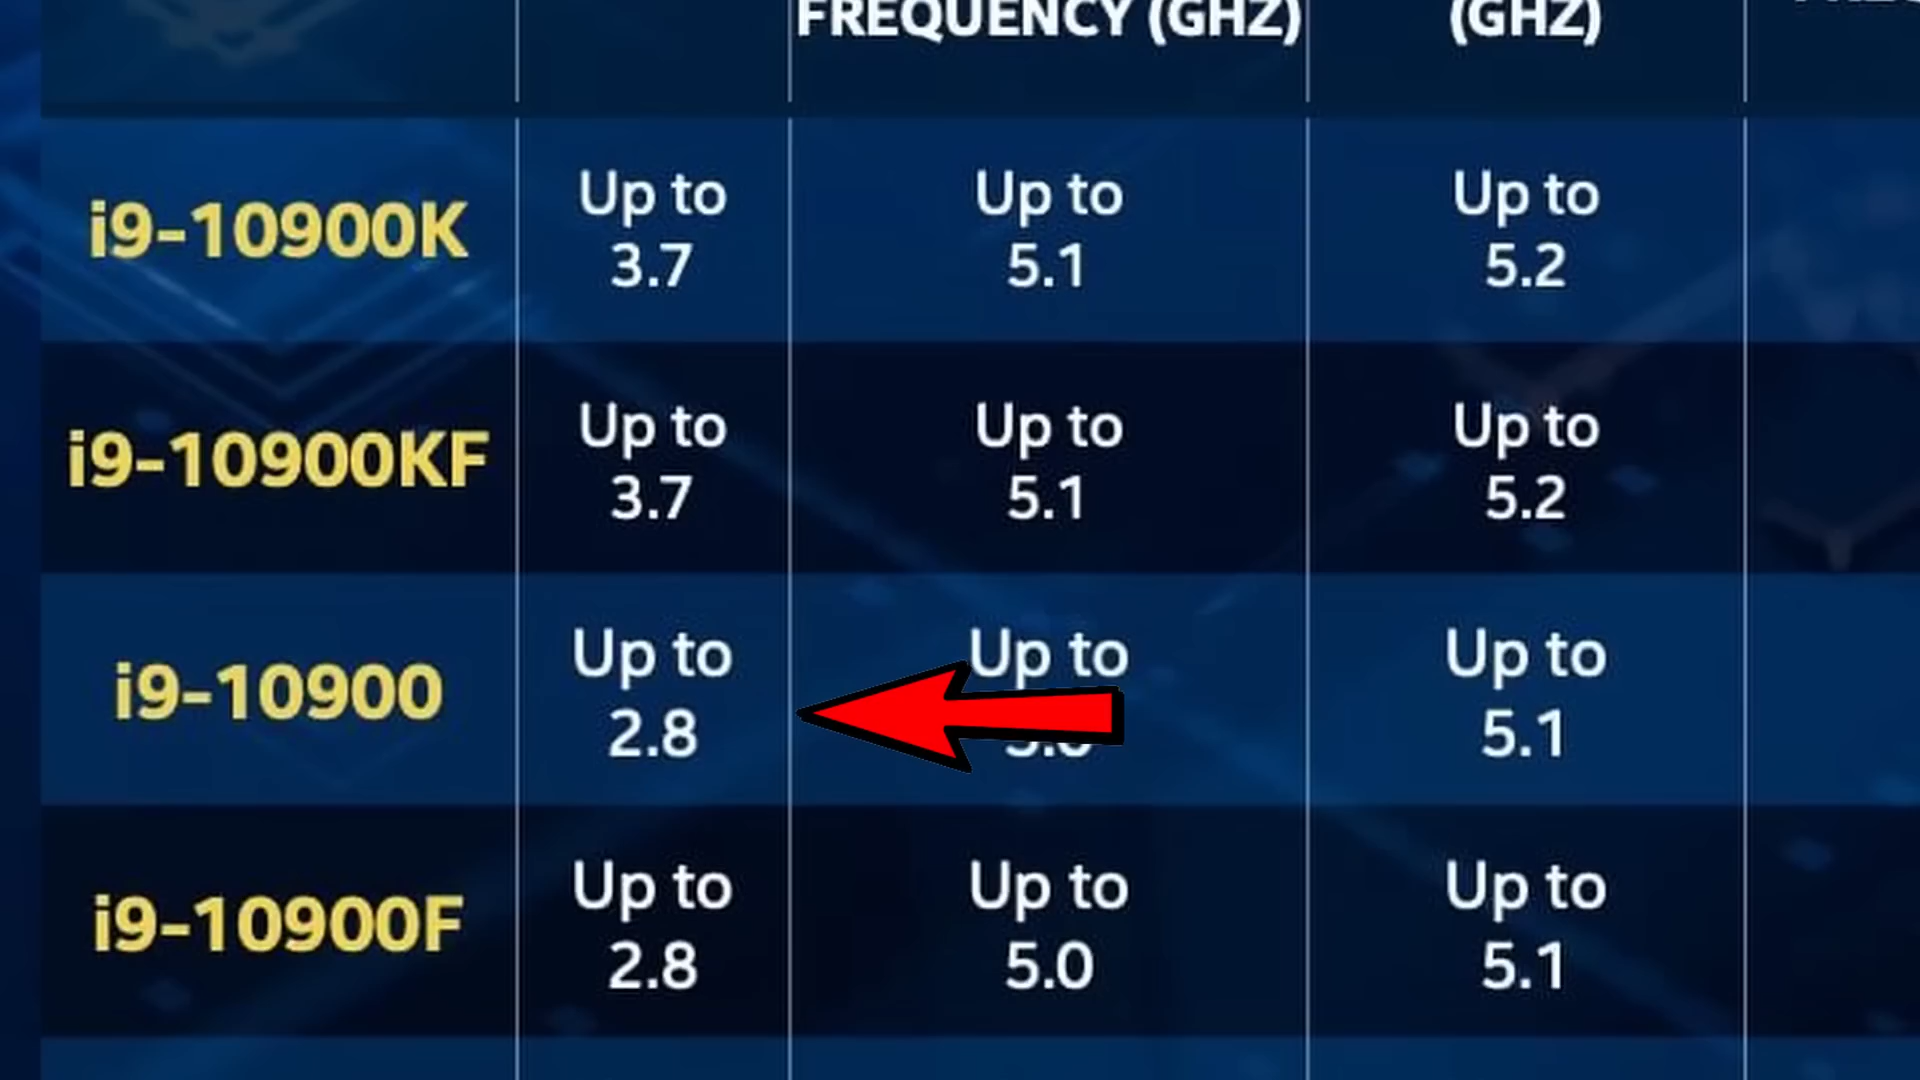 FREQUENCY (GHZ)
(GHZ)
i9-10900K
Up to
3.7
Up to
5.1
Up to
5.2
i9-10900KF
Up to
3.7
Up to
5.1
Up to
5.2
i9-10900
Up to
2.8
Up to
Up to
5.1
i9-10900F
Up to
2.8
Up to
5.0
Up to
5.1